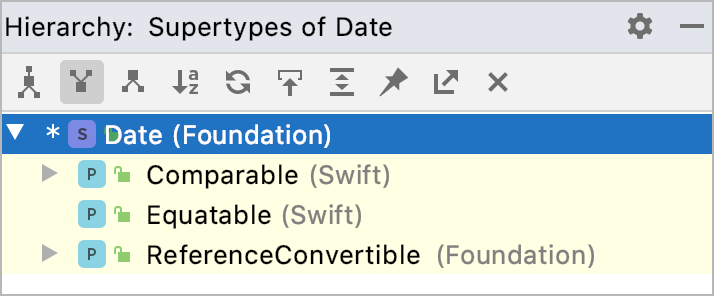 Hierarchy: Supertypes of Date
a
z
* S Date (Foundation)
P Comparable (Swift)
P Equatable (Swift)
P ReferenceConvertible (Foundation)